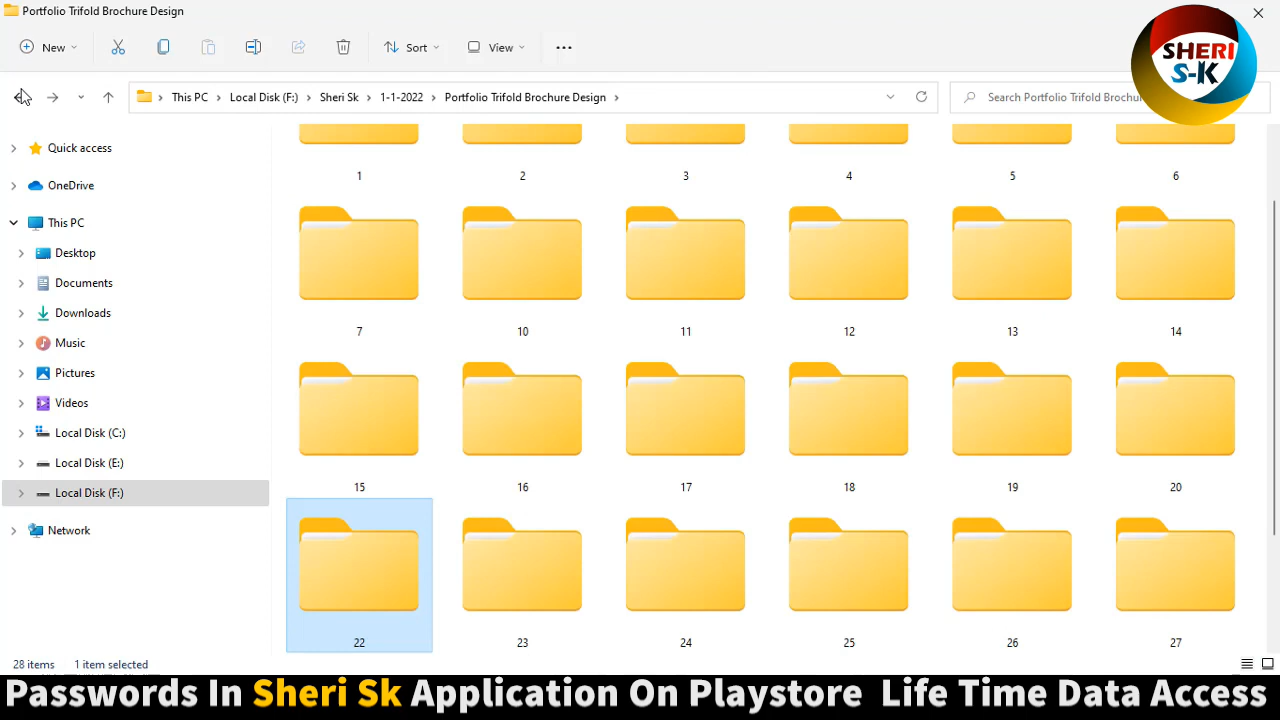 Portfolio Trifold Brochure Design
New
Sort
View
SHERI
S-K
This PC
Local Disk (F:)
Sheri Sk
1-1-2022
Portfolio Trifold Brochure Design
Search Portfolio Trifold Brochu
Quick access
OneDrive
This PC
Desktop
Documents
Downloads
Music
Pictures
Videos
Local Disk (C:)
Local Disk (E:)
Local Disk (F:)
Network
1 2 3 4 5 6
7 10 11 12 13 14
15 16 17 18 19 20
22 23 24 25 26 27
28 items 1 item selected
Passwords In Sheri Sk Application On Playstore Life Time Data Access